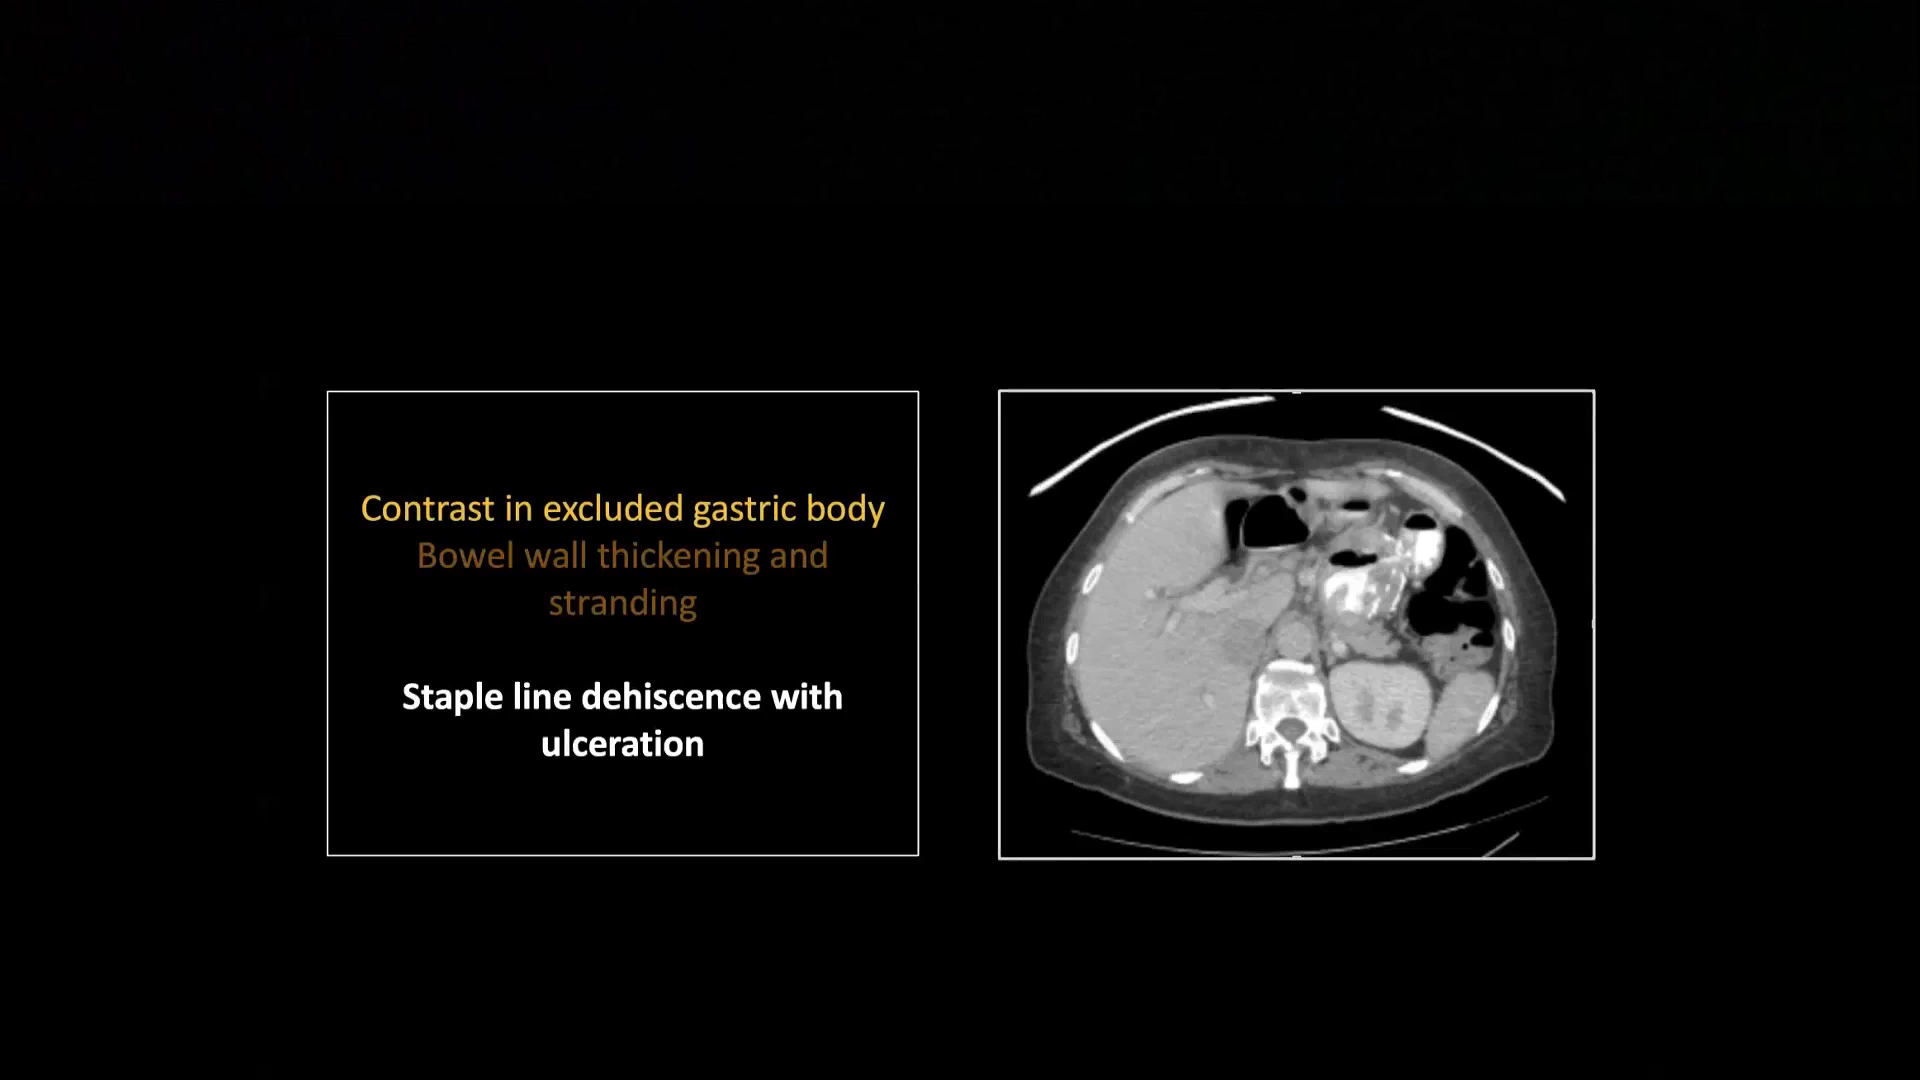 Contrast in excluded gastric body
Bowel wall thickening and
stranding
Staple line dehiscence with
ulceration